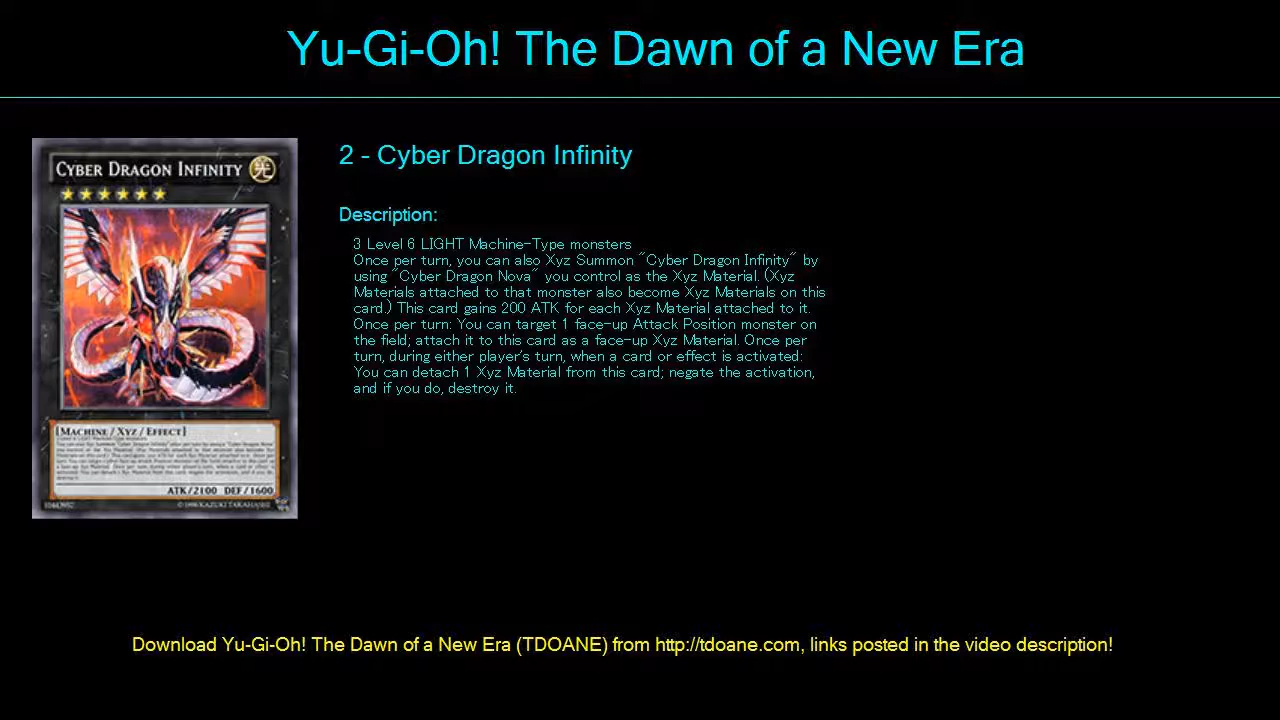 Yu-Gi-Oh! The Dawn of a New Era
CYBER DRAGON INFINITY 光
2 - Cyber Dragon Infinity
Description:
3 Level 6 LIGHT Machine-Type monsters
Once per turn, you can also Xyz Summon "Cyber Dragon Infinity" by
using "Cyber Dragon Nova" you control as the Xyz Material. (Xyz
Materials attached to that monster also become Xyz Materials on this
card.) This card gains 200 ATK for each Xyz Material attached to it.
Once per turn: You can target 1 face-up Attack Position monster on
the field; attach it to this card as a face-up Xyz Material. Once per
turn, during either player's turn, when a card or effect is activated:
You can detach 1 Xyz Material from this card; negate the activation,
and if you do, destroy it.
[MACHINE / XYZ / EFFECT]
ATK/2100 DEF/1600
Download Yu-Gi-Oh! The Dawn of a New Era (TDOANE) from http://tdoane.com, links posted in the video description!